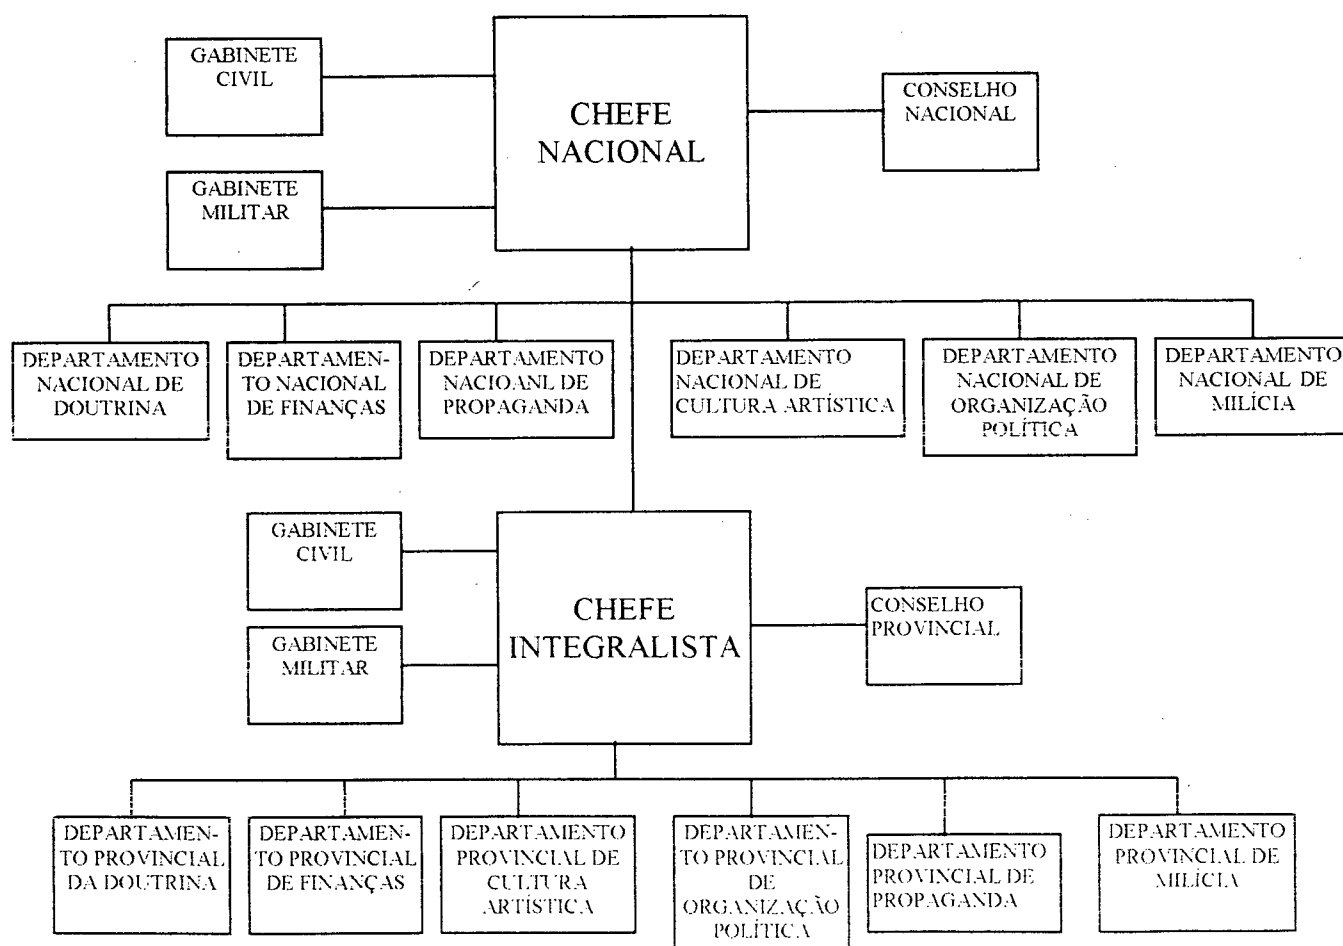 GABINETE
CIVIL
CHEFE
NACIONAL
CONSELHO
NACIONAL
GABINETE
MILITAR
DEPARTAMENTO
NACIONAL DE
DOUTRINA
DEPARTAMEN-
TO NACIONAL
DE FINANÇAS
DEPARTAMENTO
NACIOANL DE
PROPAGANDA
DEPARTAMENTO
NACIONAL DE
CULTURA ARTÍSTICA
DEPARTAMENTO
NACIONAL DE
ORGANIZAÇÃO
POLÍTICA
DEPARTAMENTO
NACIONAL DE
MILÍCIA
GABINETE
CIVIL
CHEFE
INTEGRALISTA
CONSELHO
PROVINCIAL
GABINETE
MILITAR
DEPARTAMEN-
TO PROVINCIAL
DA DOUTRINA
DEPARTAMEN-
TO PROVINCIAL
DE FINANÇAS
DEPARTAMENTO
PROVINCIAL DE
CULTURA
ARTÍSTICA
DEPARTAMEN-
TO PROVINCIAL
DE
ORGANIZAÇÃO
POLÍTICA
DEPARTAMENTO
PROVINCIAL DE
PROPAGANDA
DEPARTAMENTO
PROVINCIAL DE
MILÍCIA